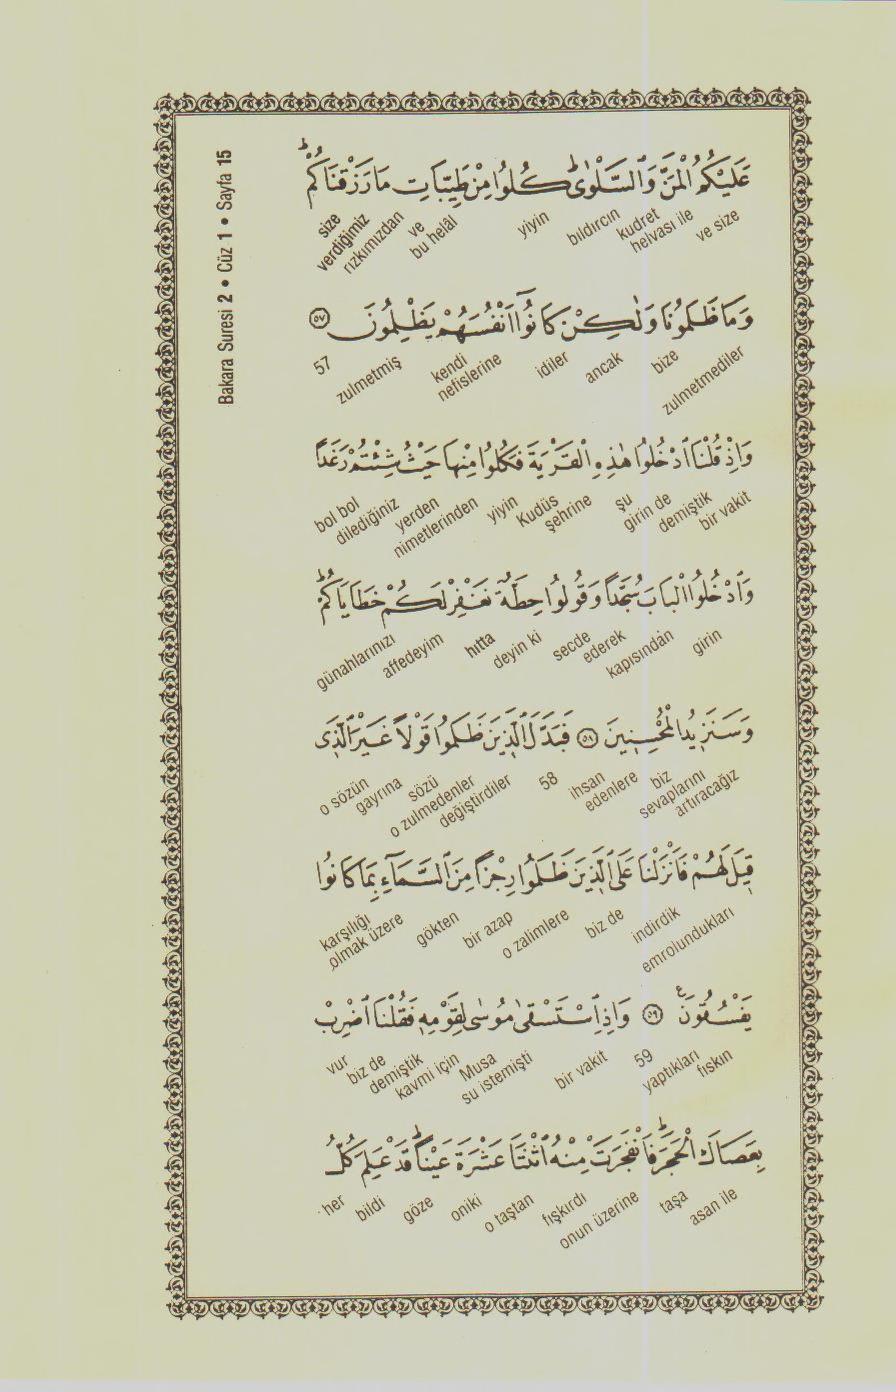 Bakara Suresi 2 • Cüz 1 • Sayfa 15
عَلَيْكُمُ الْمَنَّ وَالسَّلْوٰىۜ كُلُوا مِنْ طَيِّبَاتِ مَا رَزَقْنَاكُمْۜ
ve size kudret helvası ile bıldırcın yiyin bu helâl ve rızkımızdan verdiğimiz size
وَمَا ظَلَمُونَا وَلٰكِنْ كَانُٓوا اَنْفُسَهُمْ يَظْلِمُونَ ﴿٥٧﴾
zulmetmediler bize ancak idiler kendi nefislerine zulmetmiş 57
وَاِذْ قُلْنَا ادْخُلُوا هٰذِهِ الْقَرْيَةَ فَكُلُوا مِنْهَا حَيْثُ شِئْتُمْ رَغَدًا
bir vakit demiştik girin de şu Kudüs şehrine yiyin nimetlerinden yerden dilediğiniz bol bol
وَادْخُلُوا الْبَابَ سُجَّدًا وَقُولُوا حِطَّةٌ نَغْفِرْ لَكُمْ خَطَايَاكُمْۜ
girin kapısından secde ederek deyin ki hıtta affedeyim günahlarınızı
وَسَنَزِيدُ الْمُحْسِنِينَ ﴿٥٨﴾ فَبَدَّلَ الَّذِينَ ظَلَمُوا قَوْلًا غَيْرَ الَّذِى
artıracağız sevaplarını biz ihsan edenlere 58 değiştirdiler o zulmedenler sözü gayrına o sözün
قِيلَ لَهُمْ فَاَنْزَلْنَا عَلَى الَّذِينَ ظَلَمُوا رِجْزًا مِنَ السَّمَٓاءِ بِمَا كَانُوا
emrolundukları indirdik biz de o zalimlere bir azap gökten karşılığı olmak üzere
يَفْسُقُونَ ﴿٥٩﴾ ع وَاِذِ اسْتَسْقٰى مُوسٰى لِقَوْمِهِ فَقُلْنَا اضْرِبْ
fıskın yaptıkları 59 bir vakit su istemişti Musa kavmi için demiştik biz de vur
بِعَصَاكَ الْحَجَرَۜ فَانْفَجَرَتْ مِنْهُ اثْنَتَا عَشْرَةَ عَيْنًاۜ قَدْ عَلِمَ كُلُّ
asan ile taşa onun üzerine fışkırdı o taştan oniki göze bildi her